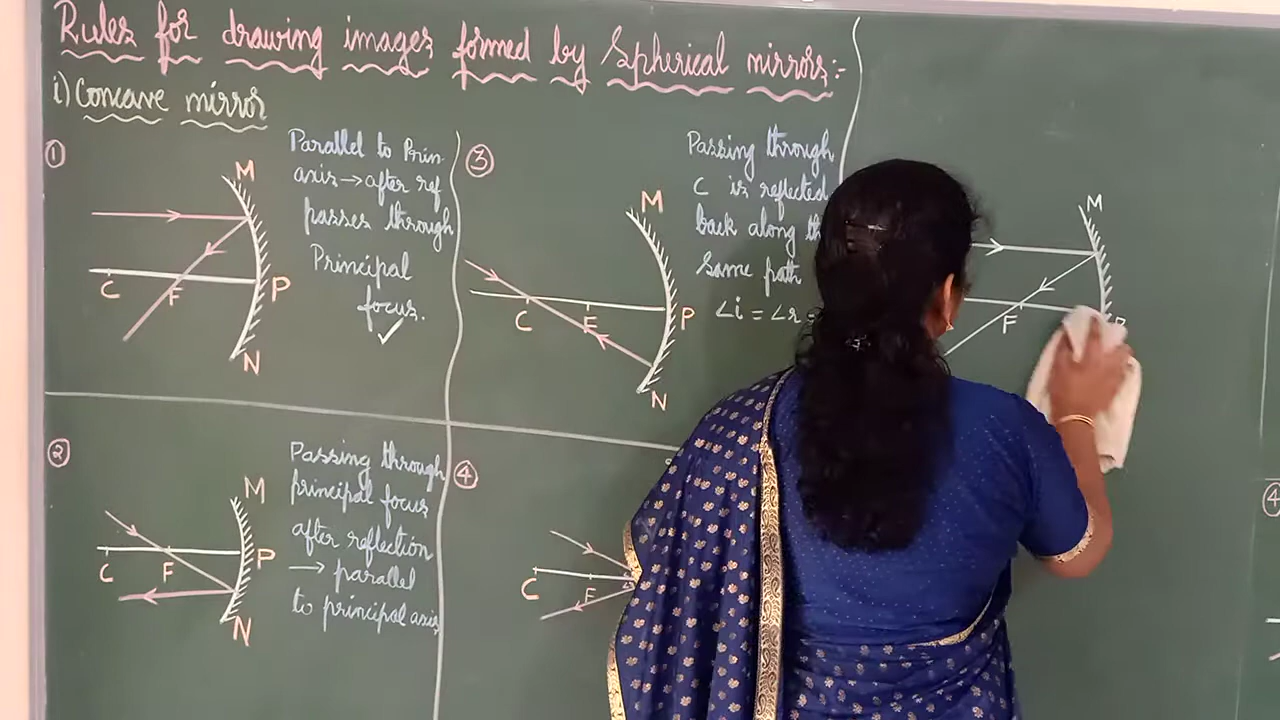 Rules for drawing images formed by Spherical mirrors:-
i) Concave mirror
①
M
C
F
P
N
Parallel to Prin.
axis → after ref
passes through
Principal
focus.
②
M
C
F
P
N
Passing through
principal focus
after reflection
→ parallel
to principal axis
③
M
C
F
P
N
Passing through
C is reflected
back along
same path
∠i = ∠r =
④
C
F
M
F
④